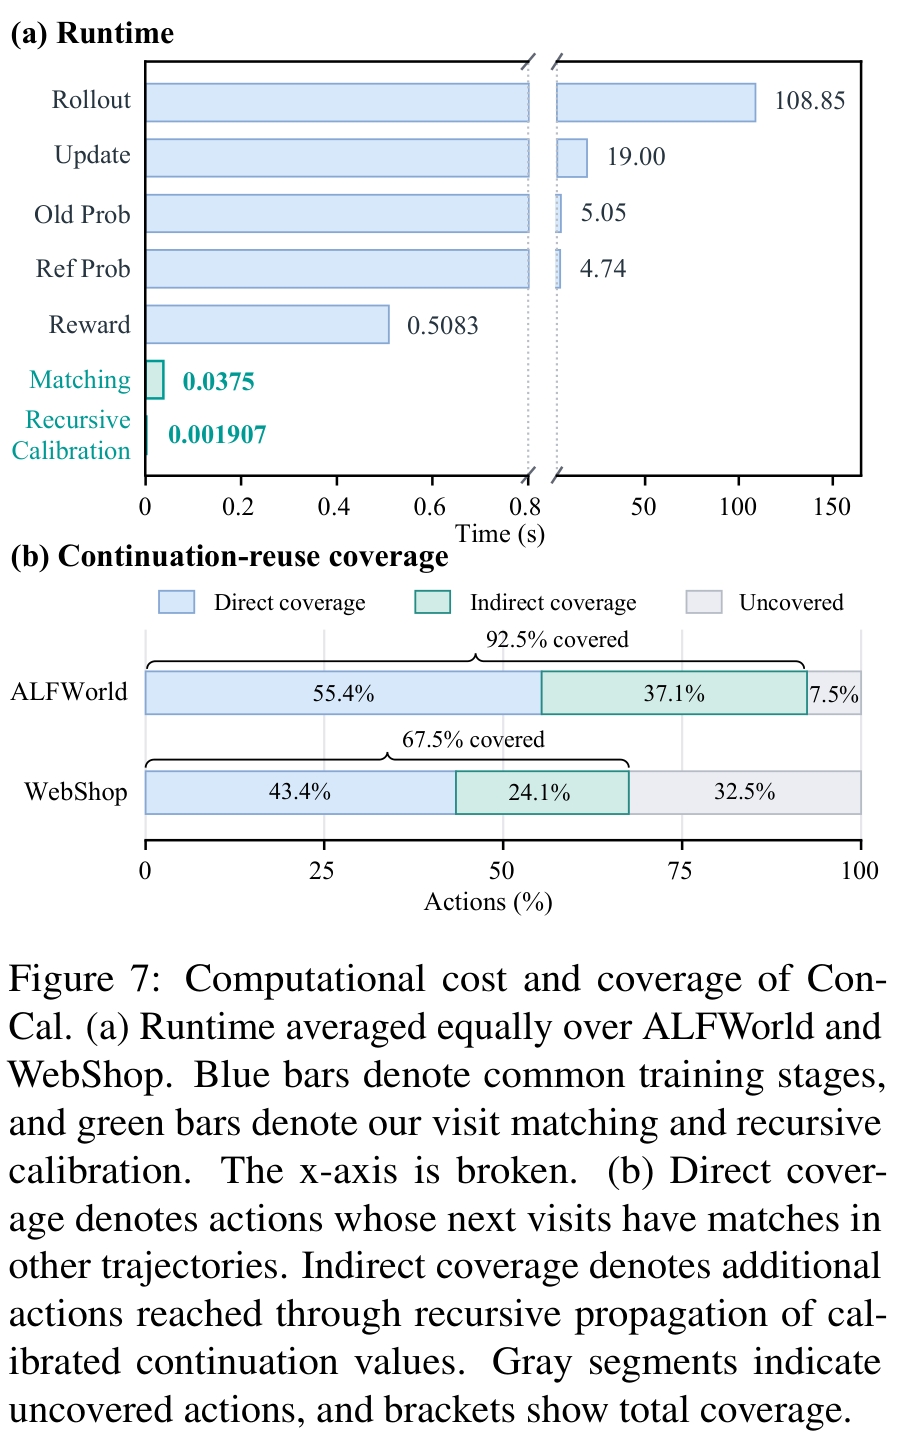 (a) Runtime
Rollout
108.85
Update
19.00
Old Prob
5.05
Ref Prob
4.74
Reward
0.5083
Matching
0.0375
Recursive
Calibration
0.001907
0 0.2 0.4 0.6 0.8 50 100 150
Time (s)
(b) Continuation-reuse coverage
Direct coverage Indirect coverage Uncovered
92.5% covered
ALFWorld 55.4% 37.1% 7.5%
67.5% covered
WebShop 43.4% 24.1% 32.5%
0 25 50 75 100
Actions (%)
Figure 7: Computational cost and coverage of Con-
Cal. (a) Runtime averaged equally over ALFWorld and
WebShop. Blue bars denote common training stages,
and green bars denote our visit matching and recursive
calibration. The x-axis is broken. (b) Direct cover-
age denotes actions whose next visits have matches in
other trajectories. Indirect coverage denotes additional
actions reached through recursive propagation of cal-
ibrated continuation values. Gray segments indicate
uncovered actions, and brackets show total coverage.